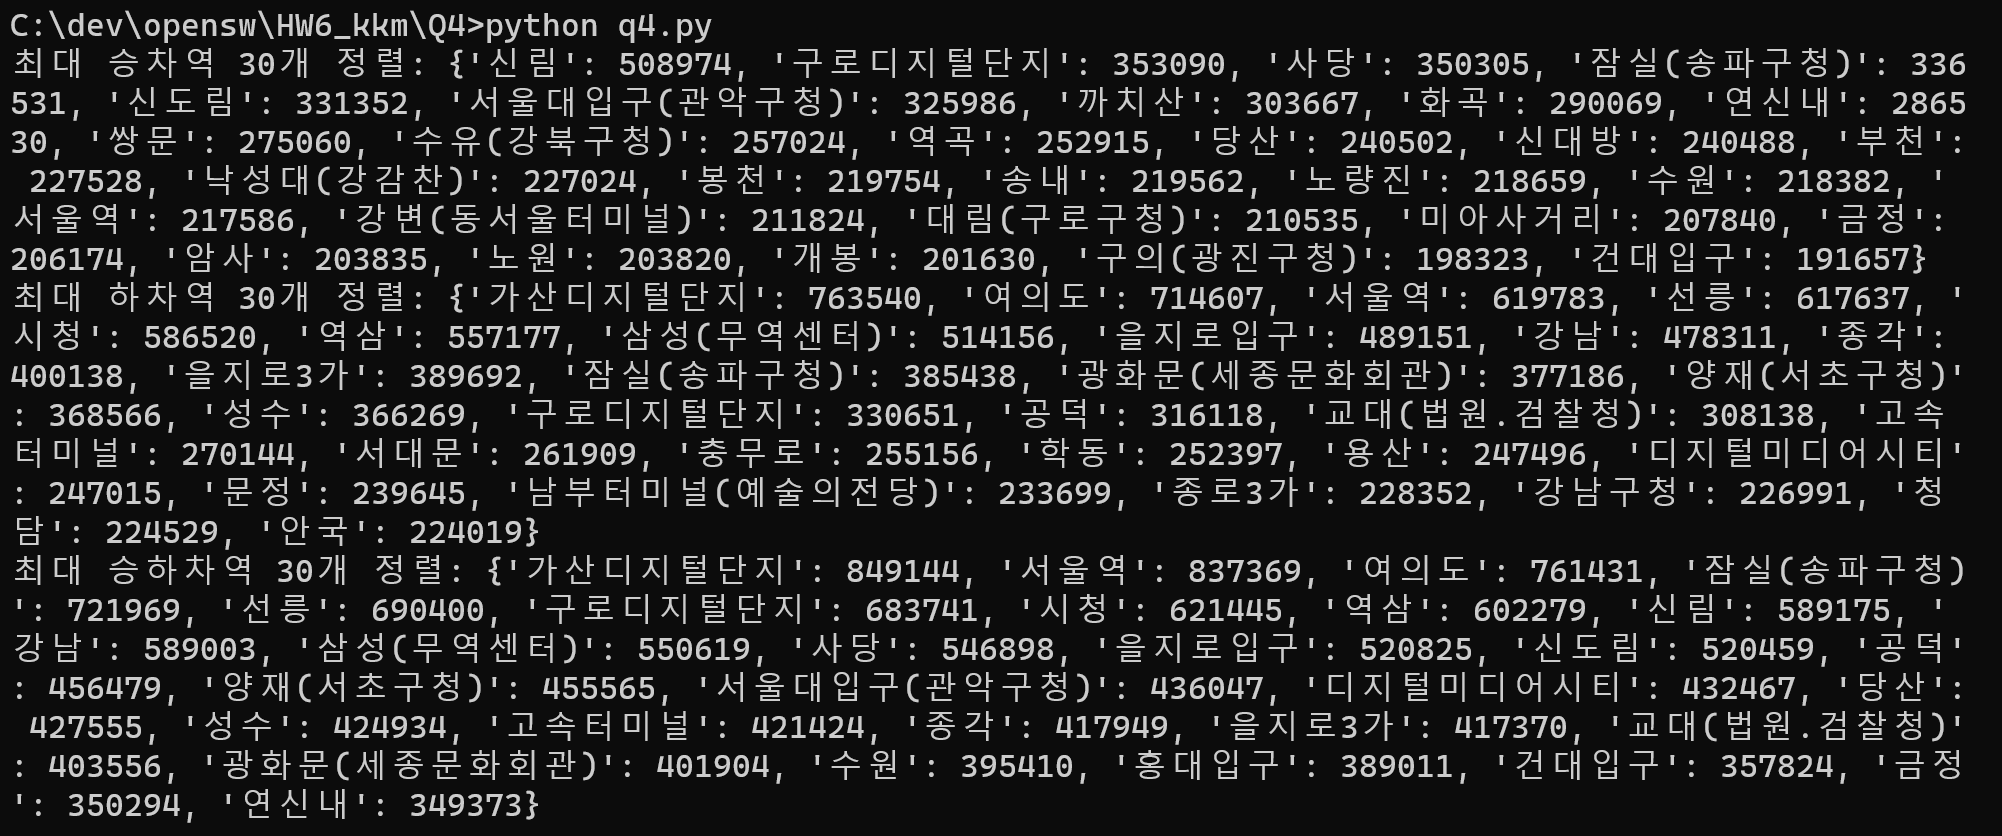 C:\dev\opensw\HW6_kkm\Q4>python q4.py
최대 승차역 30개 정렬: {'신림': 508974, '구로디지털단지': 353090, '사당': 350305, '잠실(송파구청)': 336
531, '신도림': 331352, '서울대입구(관악구청)': 325986, '까치산': 303667, '화곡': 290069, '연신내': 2865
30, '쌍문': 275060, '수유(강북구청)': 257024, '역곡': 252915, '당산': 240502, '신대방': 240488, '부천':
 227528, '낙성대(강감찬)': 227024, '봉천': 219754, '송내': 219562, '노량진': 218659, '수원': 218382, '
서울역': 217586, '강변(동서울터미널)': 211824, '대림(구로구청)': 210535, '미아사거리': 207840, '금정':
206174, '암사': 203835, '노원': 203820, '개봉': 201630, '구의(광진구청)': 198323, '건대입구': 191657}
최대 하차역 30개 정렬: {'가산디지털단지': 763540, '여의도': 714607, '서울역': 619783, '선릉': 617637, '
시청': 586520, '역삼': 557177, '삼성(무역센터)': 514156, '을지로입구': 489151, '강남': 478311, '종각':
400138, '을지로3가': 389692, '잠실(송파구청)': 385438, '광화문(세종문화회관)': 377186, '양재(서초구청)'
: 368566, '성수': 366269, '구로디지털단지': 330651, '공덕': 316118, '교대(법원.검찰청)': 308138, '고속
터미널': 270144, '서대문': 261909, '충무로': 255156, '학동': 252397, '용산': 247496, '디지털미디어시티'
: 247015, '문정': 239645, '남부터미널(예술의전당)': 233699, '종로3가': 228352, '강남구청': 226991, '청
담': 224529, '안국': 224019}
최대 승하차역 30개 정렬: {'가산디지털단지': 849144, '서울역': 837369, '여의도': 761431, '잠실(송파구청)
': 721969, '선릉': 690400, '구로디지털단지': 683741, '시청': 621445, '역삼': 602279, '신림': 589175, '
강남': 589003, '삼성(무역센터)': 550619, '사당': 546898, '을지로입구': 520825, '신도림': 520459, '공덕'
: 456479, '양재(서초구청)': 455565, '서울대입구(관악구청)': 436047, '디지털미디어시티': 432467, '당산':
 427555, '성수': 424934, '고속터미널': 421424, '종각': 417949, '을지로3가': 417370, '교대(법원.검찰청)'
: 403556, '광화문(세종문화회관)': 401904, '수원': 395410, '홍대입구': 389011, '건대입구': 357824, '금정
': 350294, '연신내': 349373}